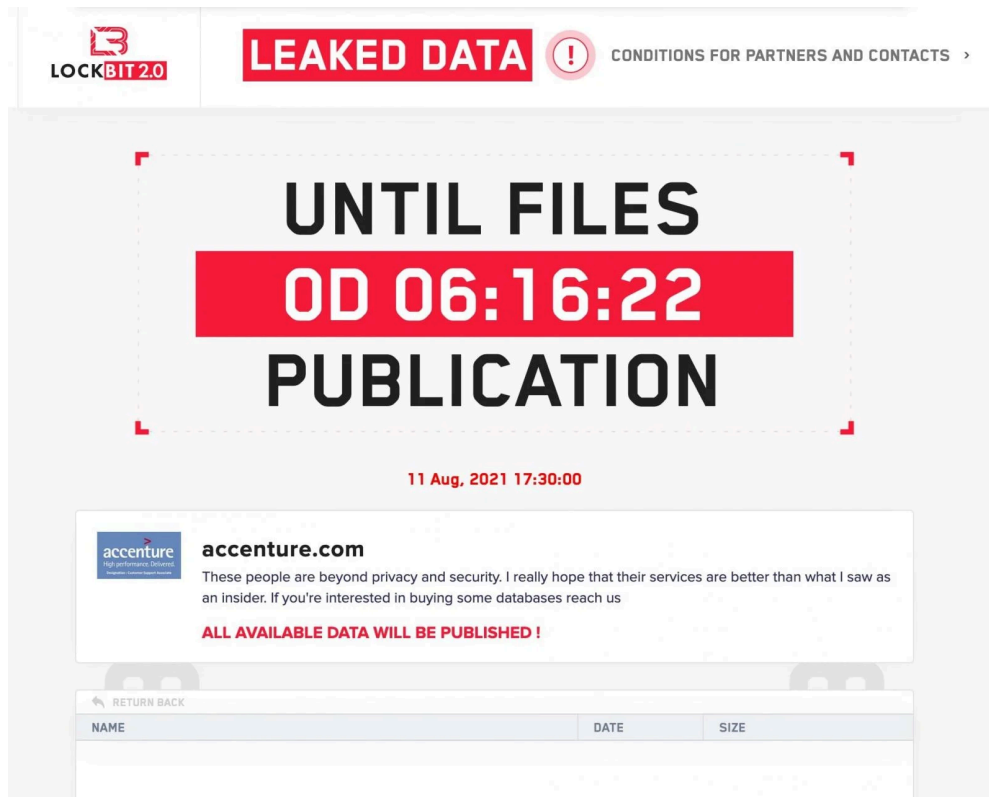 LOCKBIT 2.0
LEAKED DATA
!
CONDITIONS FOR PARTNERS AND CONTACTS >
UNTIL FILES
0D 06:16:22
PUBLICATION
11 Aug, 2021 17:30:00
accenture
High performance. Delivered.
accenture.com
These people are beyond privacy and security. I really hope that their services are better than what I saw as
an insider. If you're interested in buying some databases reach us
ALL AVAILABLE DATA WILL BE PUBLISHED !
RETURN BACK
NAME DATE SIZE